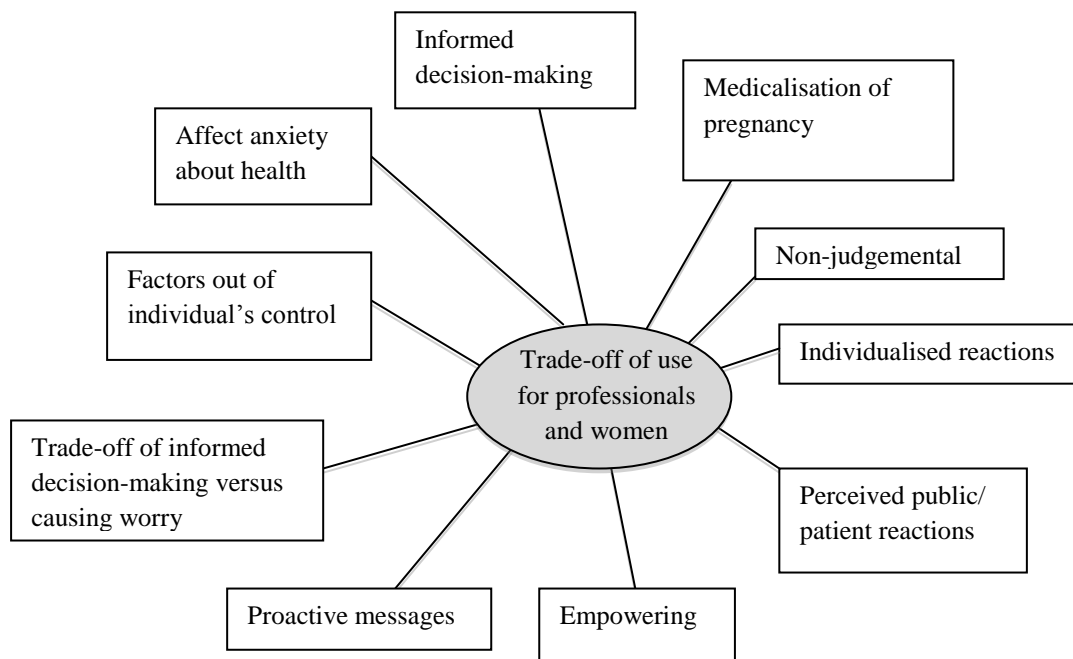 Informed
decision-making
Medicalisation of
pregnancy
Affect anxiety
about health
Non-judgemental
Factors out of
individual’s control
Individualised reactions
Trade-off of use
for professionals
and women
Trade-off of informed
decision-making versus
causing worry
Perceived public/
patient reactions
Proactive messages
Empowering